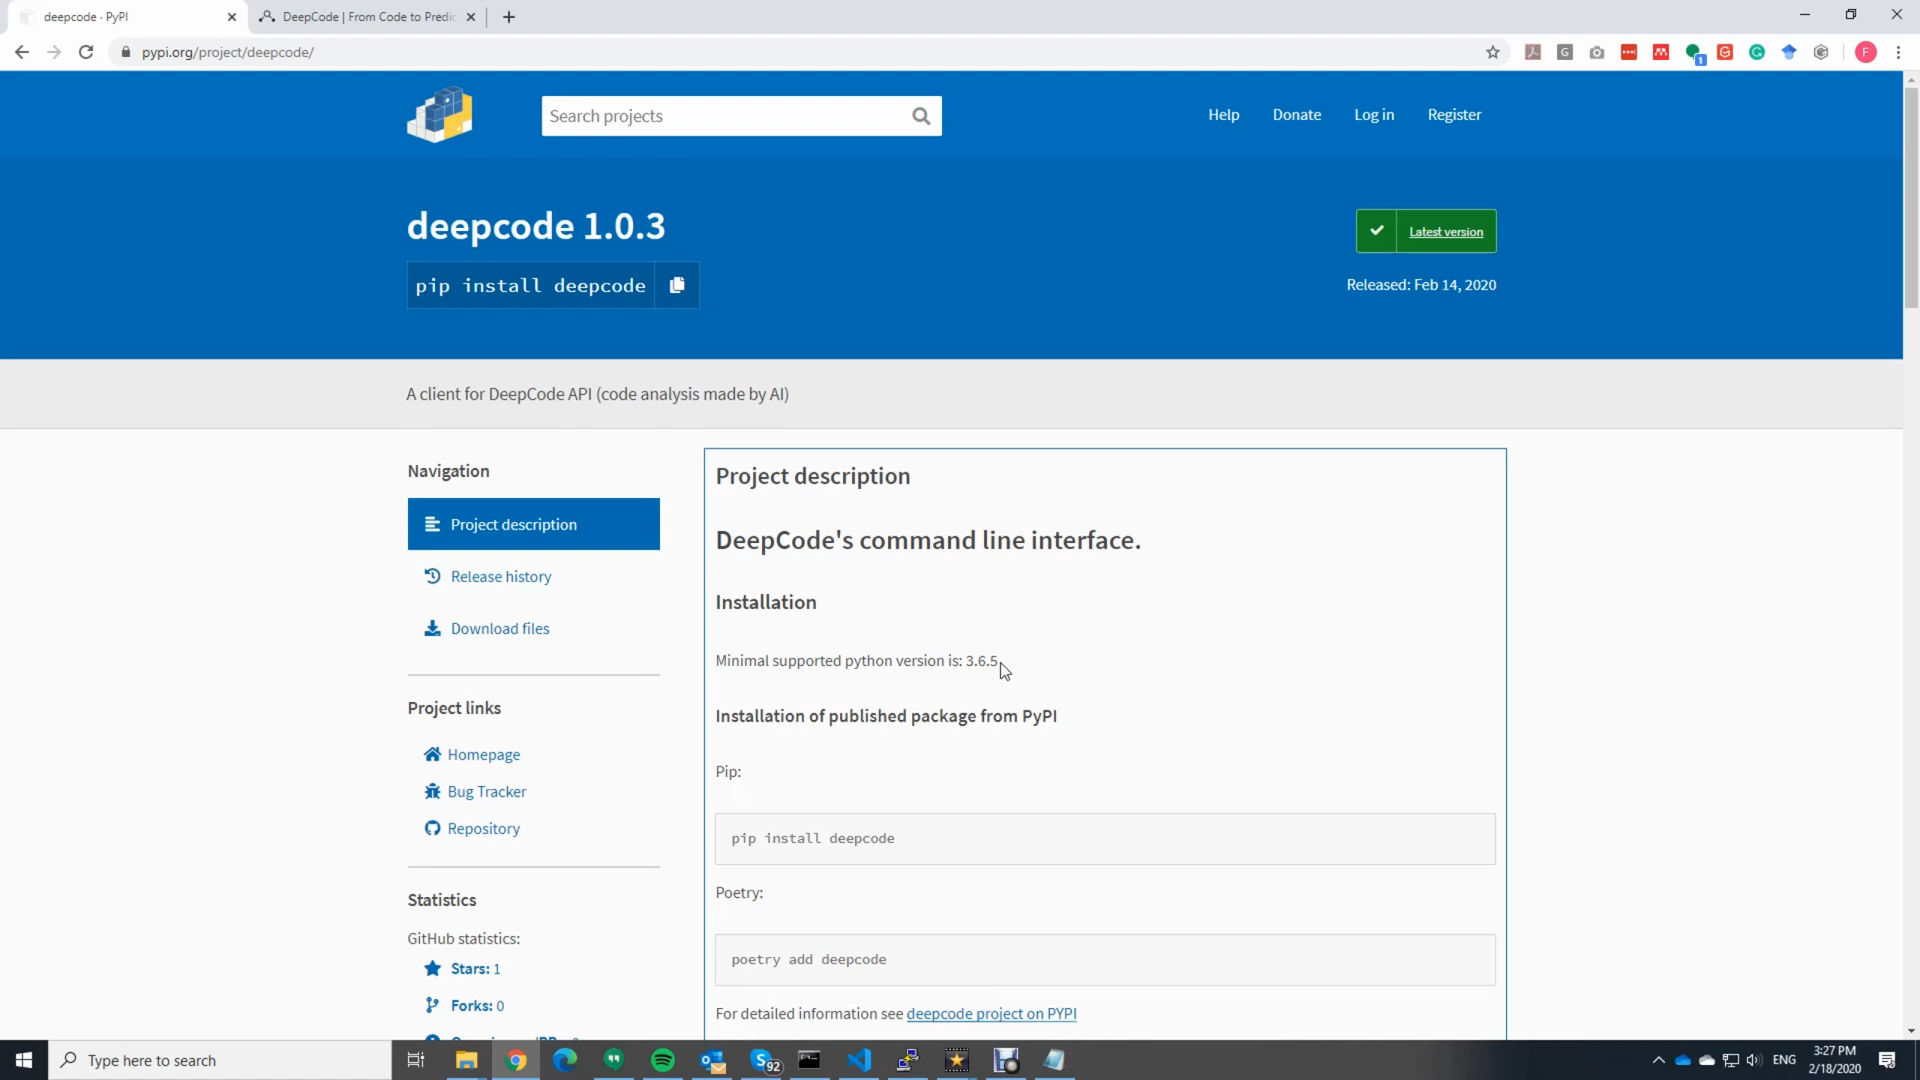 deepcode · PyPI
DeepCode | From Code to Predic
pypi.org/project/deepcode/
Search projects
Help
Donate
Log in
Register
deepcode 1.0.3
Latest version
pip install deepcode
Released: Feb 14, 2020
A client for DeepCode API (code analysis made by AI)
Navigation
Project description
Release history
Download files
Project links
Homepage
Bug Tracker
Repository
Statistics
GitHub statistics:
Stars: 1
Forks: 0
Project description
DeepCode's command line interface.
Installation
Minimal supported python version is: 3.6.5
Installation of published package from PyPI
Pip:
pip install deepcode
Poetry:
poetry add deepcode
For detailed information see deepcode project on PYPI
Type here to search
92
ENG
3:27 PM
2/18/2020